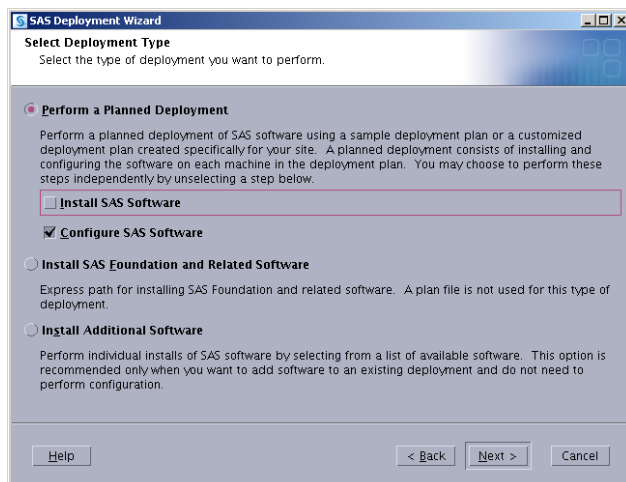 SAS Deployment Wizard
Select Deployment Type
Select the type of deployment you want to perform.
Perform a Planned Deployment
Perform a planned deployment of SAS software using a sample deployment plan or a customized
deployment plan created specifically for your site. A planned deployment consists of installing and
configuring the software on each machine in the deployment plan. You may choose to perform these
steps independently by unselecting a step below.
Install SAS Software
Configure SAS Software
Install SAS Foundation and Related Software
Express path for installing SAS Foundation and related software. A plan file is not used for this type of
deployment.
Install Additional Software
Perform individual installs of SAS software by selecting from a list of available software. This option is
recommended only when you want to add software to an existing deployment and do not need to
perform configuration.
Help
< Back
Next >
Cancel